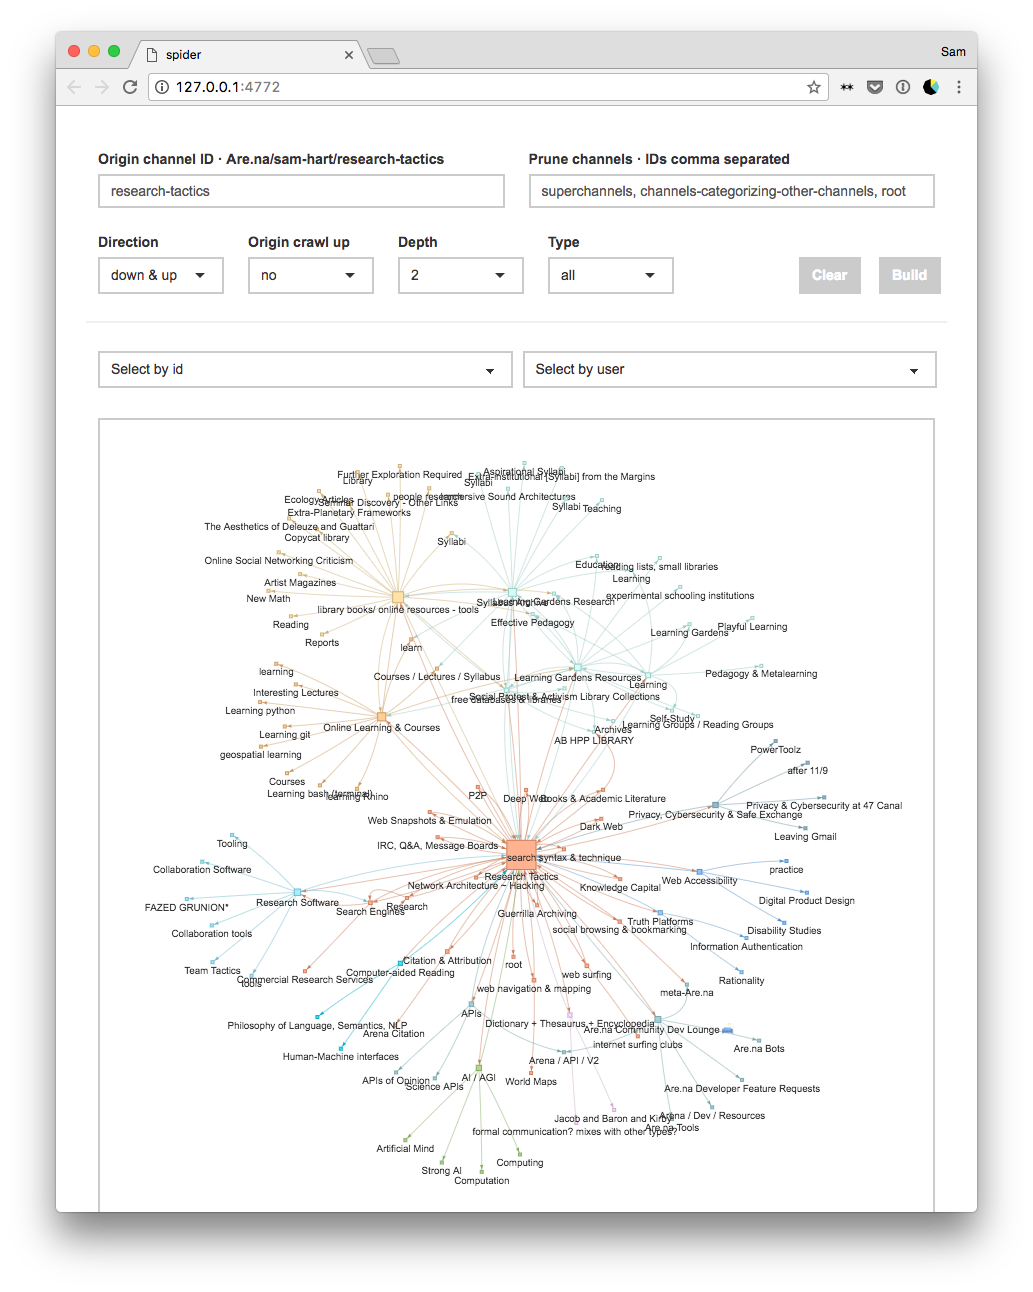 spider
Sam
127.0.0.1:4772
Origin channel ID · Are.na/sam-hart/research-tactics
Prune channels · IDs comma separated
research-tactics
superchannels, channels-categorizing-other-channels, root
Direction
Origin crawl up
Depth
Type
down & up
no
2
all
Clear
Build
Select by id
Select by user
Aspirational Syllabi
Further Exploration Required
Extra-Institutional [Syllabi] from the Margins
Library
Syllabi
people research
Immersive Sound Architectures
Ecology Articles
Seminar Discovery - Other Links
Syllabi
Teaching
Extra-Planetary Frameworks
The Aesthetics of Deleuze and Guattari
Copycat library
Syllabi
Online Social Networking Criticism
Education
reading lists, small libraries
Artist Magazines
Learning
New Math
experimental schooling institutions
library books/ online resources - tools
Syllabus Archive
Learning Gardens Research
Reading
Effective Pedagogy
Learning Gardens
Playful Learning
Reports
learn
learning
Courses / Lectures / Syllabus
Learning Gardens Resources
Pedagogy & Metalearning
Interesting Lectures
Learning
Social Protest & Activism Library Collections
free databases & libraries
Learning python
Self-Study
Learning Groups / Reading Groups
Online Learning & Courses
Archives
Learning git
AB HPP LIBRARY
geospatial learning
PowerToolz
after 11/9
Courses
Learning bash (terminal)
learning Rhino
P2P
Deep Web
Books & Academic Literature
Privacy & Cybersecurity at 47 Canal
Privacy, Cybersecurity & Safe Exchange
Web Snapshots & Emulation
Dark Web
Leaving Gmail
Tooling
IRC, Q&A, Message Boards
search syntax & technique
Collaboration Software
Research Tactics
Web Accessibility
practice
Network Architecture ~ Hacking
Knowledge Capital
Research Software
Digital Product Design
FAZED GRUNION*
Search Engines
Research
Guerrilla Archiving
Truth Platforms
Collaboration tools
social browsing & bookmarking
Disability Studies
Information Authentication
Citation & Attribution
Team Tactics
root
Computer-aided Reading
web surfing
Commercial Research Services
Rationality
tools
web navigation & mapping
meta-Are.na
APIs
Philosophy of Language, Semantics, NLP
Dictionary + Thesaurus + Encyclopedia
Arena Citation
Are.na Community Dev Lounge
internet surfing clubs
Are.na Bots
Human-Machine interfaces
Arena / API / V2
APIs of Opinion
AI / AGI
World Maps
Science APIs
Are.na Developer Feature Requests
Jacob and Baron and Kirby
Arena / Dev / Resources
formal communication? mixes with other types?
Are.na Tools
Artificial Mind
Strong AI
Computing
Computation